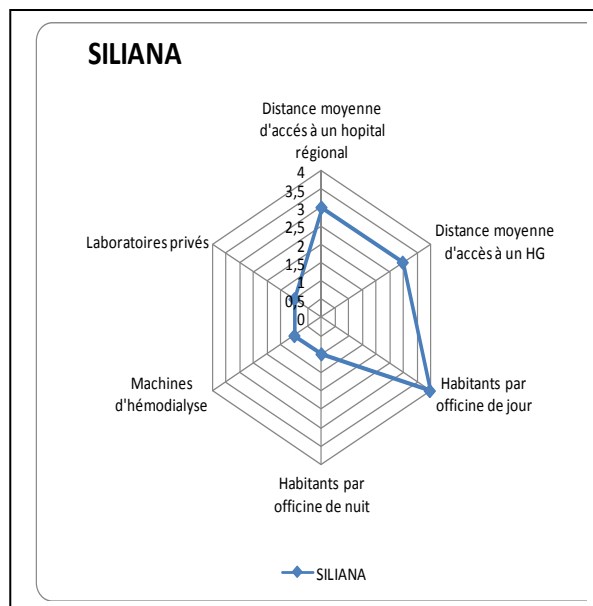 SILIANA
Distance moyenne
d'accés à un hopital
régional
4
3,5
3
2,5
2
1,5
1
0,5
0
Distance moyenne
d'accès à un HG
Habitants par
officine de jour
Habitants par
officine de nuit
Machines
d'hémodialyse
Laboratoires privés
SILIANA